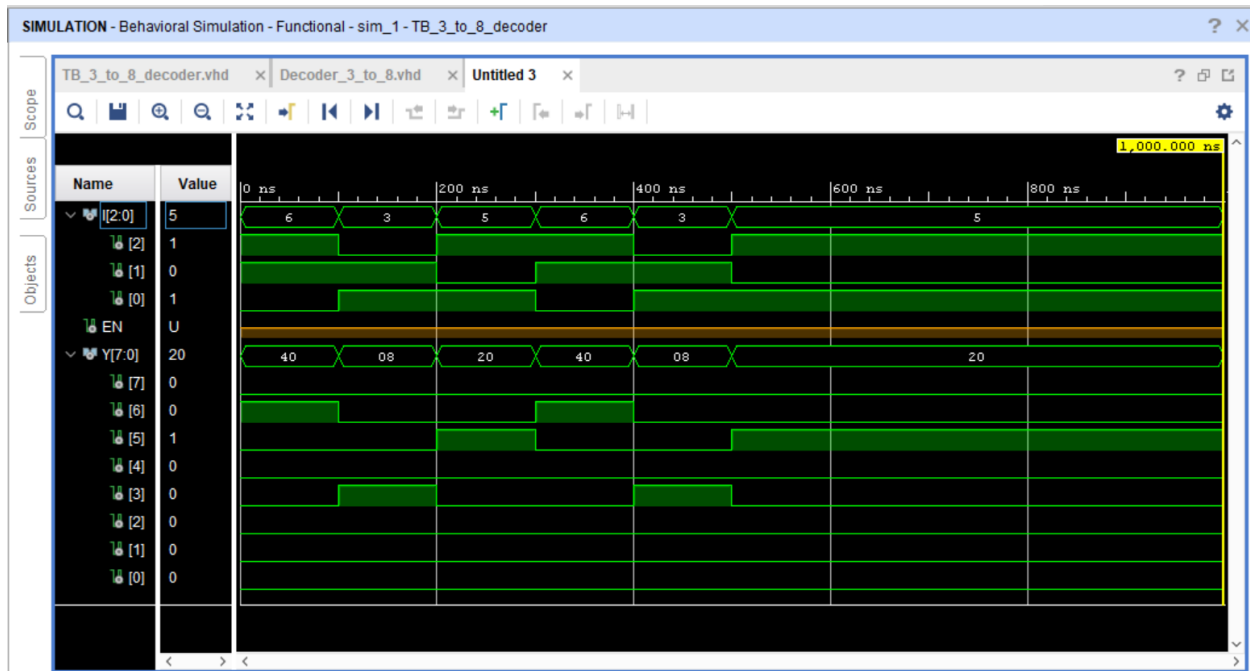 SIMULATION - Behavioral Simulation - Functional - sim_1 - TB_3_to_8_decoder
Scope
Sources
Objects
TB_3_to_8_decoder.vhd Decoder_3_to_8.vhd Untitled 3
1,000.000 ns
Name Value 0 ns 200 ns 400 ns 600 ns 800 ns
I[2:0] 5 6 3 5 6 3 5
[2] 1
[1] 0
[0] 1
EN U
Y[7:0] 20 40 08 20 40 08 20
[7] 0
[6] 0
[5] 1
[4] 0
[3] 0
[2] 0
[1] 0
[0] 0